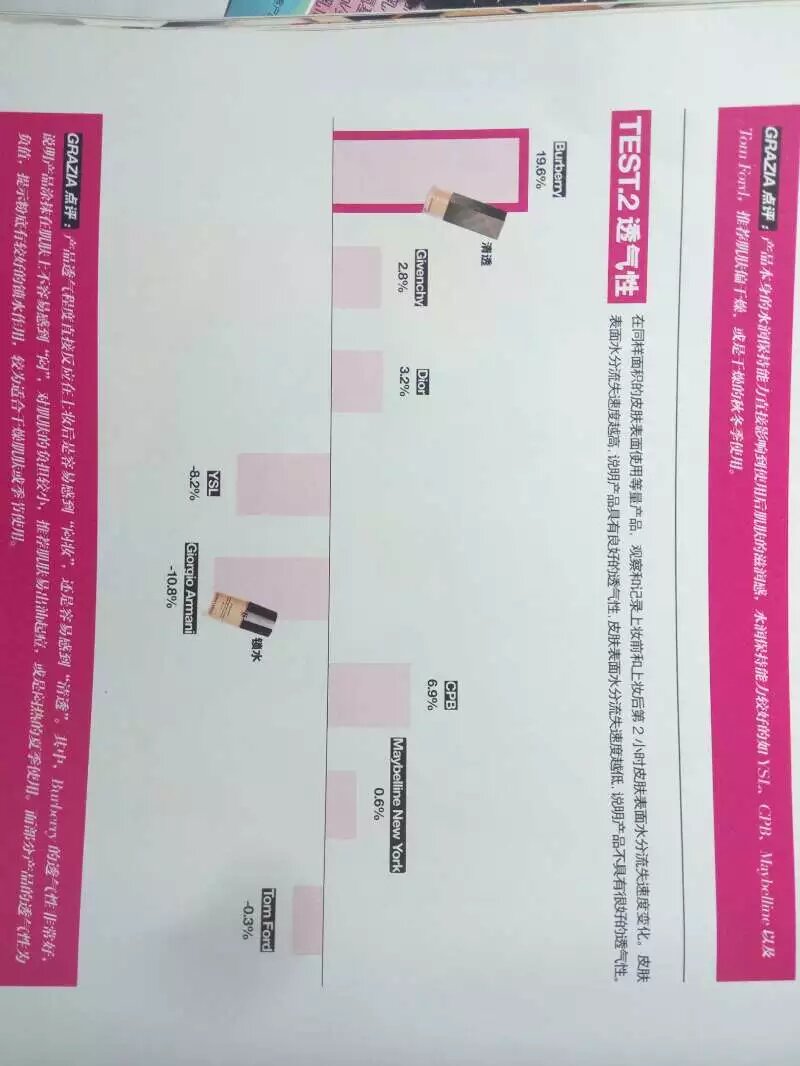 GRAZIA 点评：产品本身的水润保持能力直接影响到使用后肌肤的滋润感，水润保持能力较好的如 YSL、CPB、Maybelline 以及
Tom Ford，推荐肌肤偏干燥，或是干燥的秋冬季使用。
TEST.2 透气性
在同样面积的皮肤表面使用等量产品，观察和记录上妆前和上妆后第 2 小时皮肤表面水分流失速度变化。皮肤
表面水分流失速度越高，说明产品具有良好的透气性，皮肤表面水分流失速度越低，说明产品不具有很好的透气性。
Burberry
19.6%
清透
Givenchy
2.8%
Dior
3.2%
YSL
-8.2%
Giorgio Armani
-10.8%
锁水
CPB
6.9%
Maybelline New York
0.6%
Tom Ford
-0.3%
GRAZIA 点评：产品透气程度直接反应在上妆后是容易感到“闷妆”，还是容易感到“清透”。其中，Burberry 的透气性非常好，
说明产品涂抹在肌肤上不容易感到“闷”，对肌肤的负担较小，推荐肌肤易出油起痘，或是闷热的夏季使用。而部分产品的透气性为
负值，提示粉底有较好的锁水作用，较为适合干燥肌肤或季节使用。